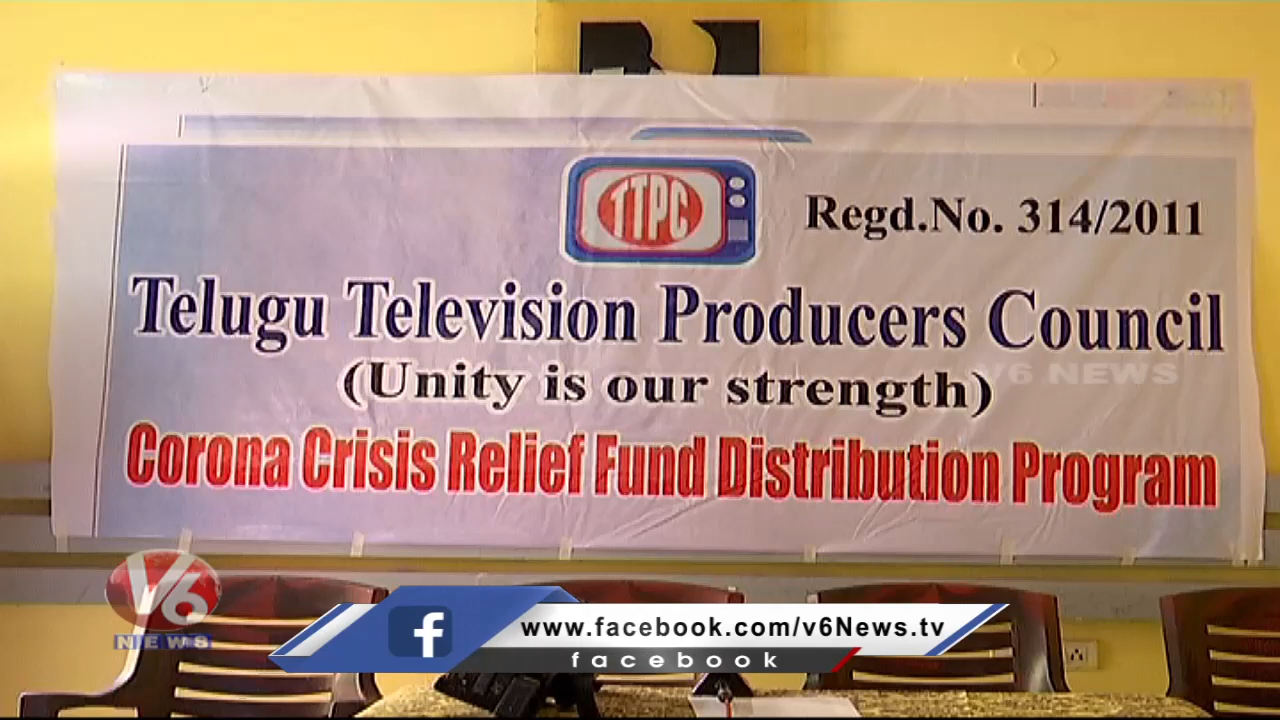 TTPC
Regd.No. 314/2011
Telugu Television Producers Council
(Unity is our strength)
V6 NEWS
Corona Crisis Relief Fund Distribution Program
V6
NEWS
f
www.facebook.com/v6News.tv
facebook